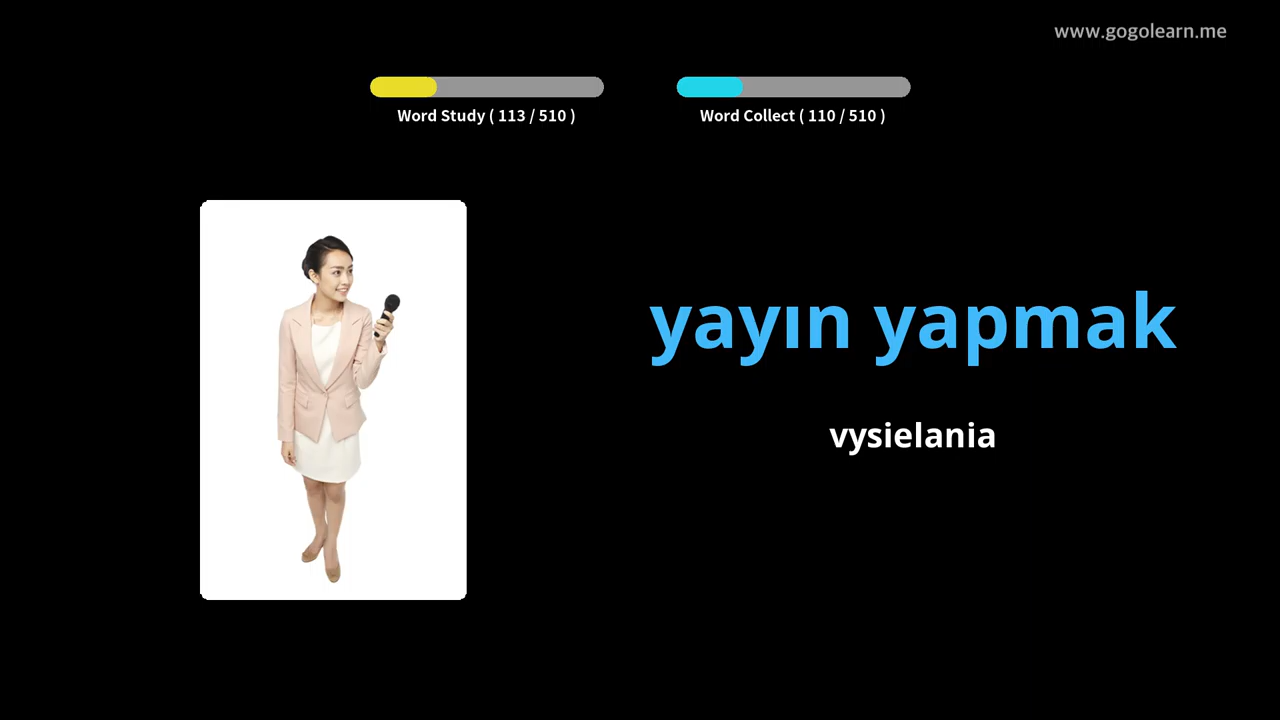 www.gogolearn.me
Word Study ( 113 / 510 )
Word Collect ( 110 / 510 )
yayın yapmak
vysielania